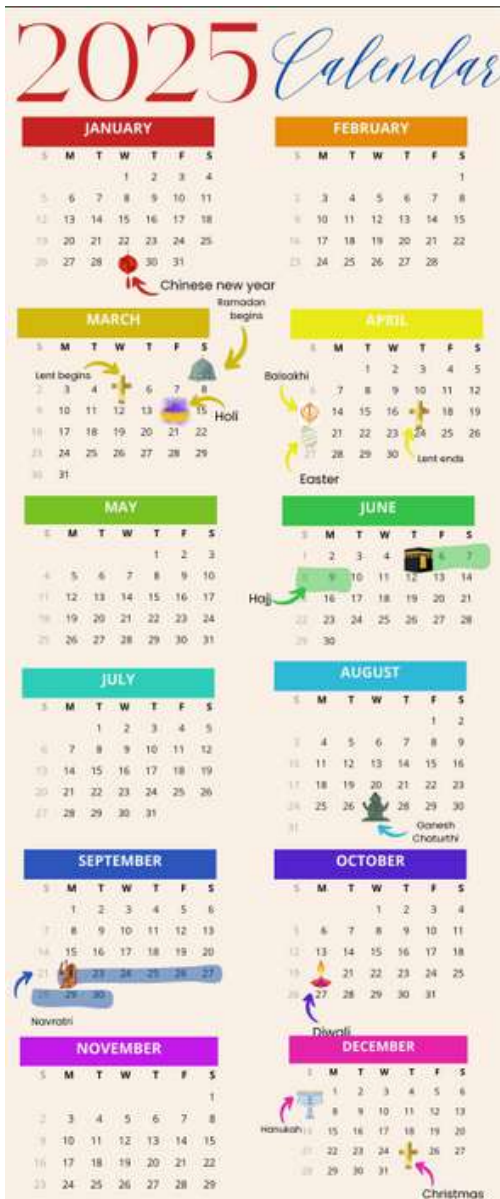 2025 Calendar
JANUARY
S M T W T F S
1 2 3 4
5 6 7 8 9 10 11
12 13 14 15 16 17 18
19 20 21 22 23 24 25
26 27 28 30 31
Chinese new year
FEBRUARY
S M T W T F S
1
2 3 4 5 6 7 8
9 10 11 12 13 14 15
16 17 18 19 20 21 22
23 24 25 26 27 28
Ramadan
begins
MARCH
S M T W T F S
Lent begins
2 3 4 6 7 8
9 10 11 12 13 15
Holi
16 17 18 19 20 21 22
23 24 25 26 27 28 29
30 31
APRIL
S M T W T F S
1 2 3 4 5
Baisakhi
6 7 8 9 10 11 12
14 15 16 18 19
21 22 23 24 25 26
27 28 29 30
Lent ends
Easter
MAY
S M T W T F S
1 2 3
4 5 6 7 8 9 10
11 12 13 14 15 16 17
18 19 20 21 22 23 24
25 26 27 28 29 30 31
JUNE
S M T W T F S
1 2 3 4 6 7
8 9 10 11 12 13 14
Hajj
16 17 18 19 20 21
22 23 24 25 26 27 28
29 30
JULY
S M T W T F S
1 2 3 4 5
6 7 8 9 10 11 12
13 14 15 16 17 18 19
20 21 22 23 24 25 26
27 28 29 30 31
AUGUST
S M T W T F S
1 2
3 4 5 6 7 8 9
10 11 12 13 14 15 16
17 18 19 20 21 22 23
24 25 26 28 29 30
31
Ganesh
Chaturthi
SEPTEMBER
S M T W T F S
1 2 3 4 5 6
7 8 9 10 11 12 13
14 15 16 17 18 19 20
21 23 24 25 26 27
28 29 30
Navratri
OCTOBER
S M T W T F S
1 2 3 4
5 6 7 8 9 10 11
12 13 14 15 16 17 18
19 21 22 23 24 25
26 27 28 29 30 31
Diwali
NOVEMBER
S M T W T F S
1
2 3 4 5 6 7 8
9 10 11 12 13 14 15
16 17 18 19 20 21 22
23 24 25 26 27 28 29
DECEMBER
S M T W T F S
1 2 3 4 5 6
8 9 10 11 12 13
Hanukah
14 15 16 17 18 19 20
21 22 23 24 26 27
28 29 30 31
Christmas